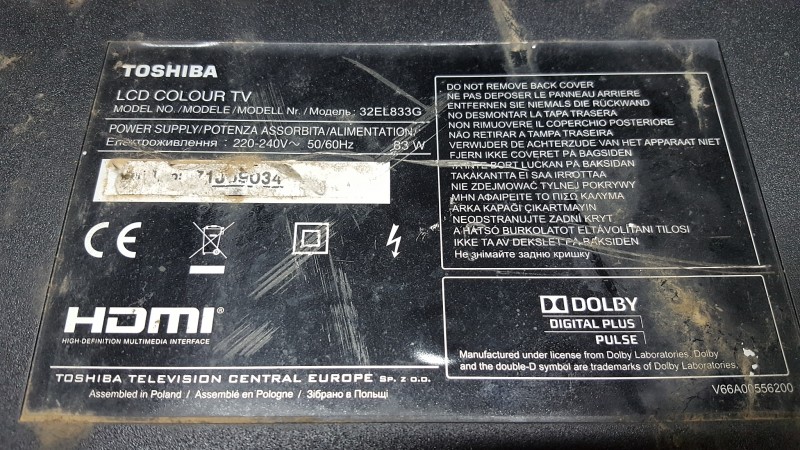 TOSHIBA
LCD COLOUR TV
MODEL NO./MODELE/MODELL Nr./Модель: 32EL833G
POWER SUPPLY/POTENZA ASSORBITA/ALIMENTATION/
Електроживлення : 220-240V~ 50/60Hz 83 W
034
CE
HDMI®
HIGH-DEFINITION MULTIMEDIA INTERFACE
TOSHIBA TELEVISION CENTRAL EUROPE SP. Z O.O.
Assembled in Poland / Assemblé en Pologne / Зібрано в Польщі
DO NOT REMOVE BACK COVER
NE PAS DEPOSER LE PANNEAU ARRIERE
ENTFERNEN SIE NIEMALS DIE RÜCKWAND
NO DESMONTAR LA TAPA TRASERA
NON RIMUOVERE IL COPERCHIO POSTERIORE
NÃO RETIRAR A TAMPA TRASEIRA
VERWIJDER DE ACHTERZUDE VAN HET APPARAAT NIET
FJERN IKKE COVERET PÅ BAGSIDEN
INTE BORT LUCKAN PÅ BAKSIDAN
TAKAKANTTA EI SAA IRROTTAA
NIE ZDEJMOWAĆ TYLNEJ POKRYWY
ΜΗΝ ΑΦΑΙΡΕΙΤΕ ΤΟ ΠΙΣΩ ΚΑΛΥΜΑ
ARKA KAPAĞI ÇIKARTMAYIN
NEODSTRANUJTE ZADNÍ KRYT
A HÁTSÓ BURKOLATOT ELTÁVOLÍTANI TILOSI
IKKE TA AV DEKSLET PÅ BAKSIDEN
Не знімайте задню кришку
DOLBY
DIGITAL PLUS
PULSE
Manufactured under license from Dolby Laboratories. Dolby
and the double-D symbol are trademarks of Dolby Laboratories.
V66A00556200